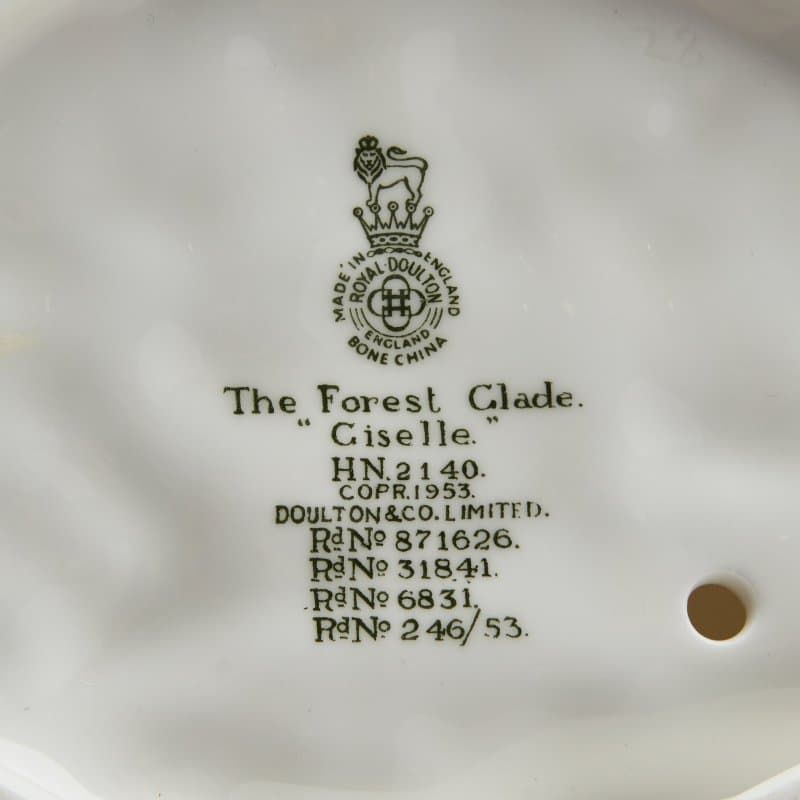 MADE IN ENGLAND
ROYAL·DOULTON
ENGLAND
BONE CHINA
The Forest Glade.
"Giselle."
HN.2140.
COPR.1953.
DOULTON&CO.LIMITED.
RdNo 871626.
RdNo 31841.
RdNo 6831.
RdNo 246/53.